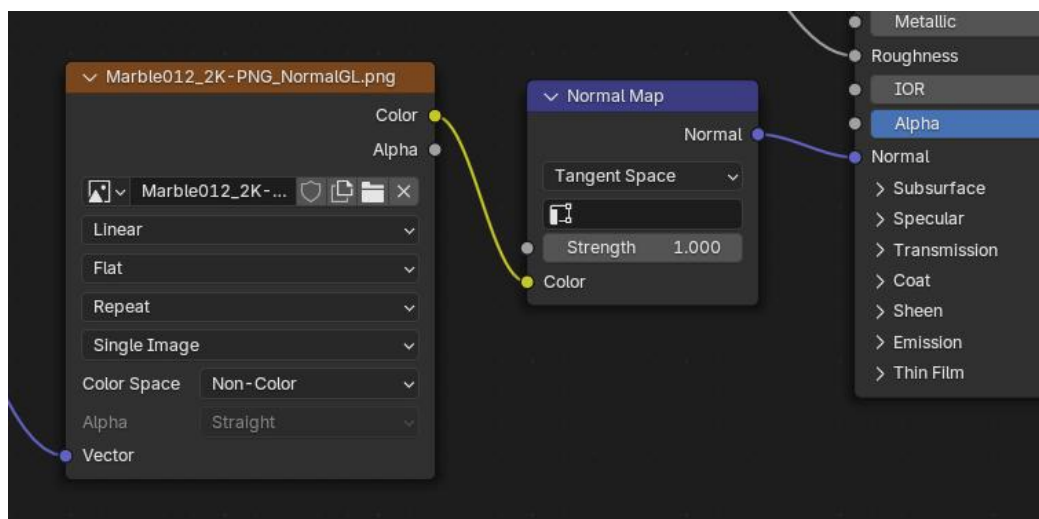 Marble012_2K-PNG_NormalGL.png
Color
Alpha
Marble012_2K-...
Linear
Flat
Repeat
Single Image
Color Space Non-Color
Alpha Straight
Vector
Normal Map
Normal
Tangent Space
Strength 1.000
Color
Metallic
Roughness
IOR
Alpha
Normal
Subsurface
Specular
Transmission
Coat
Sheen
Emission
Thin Film